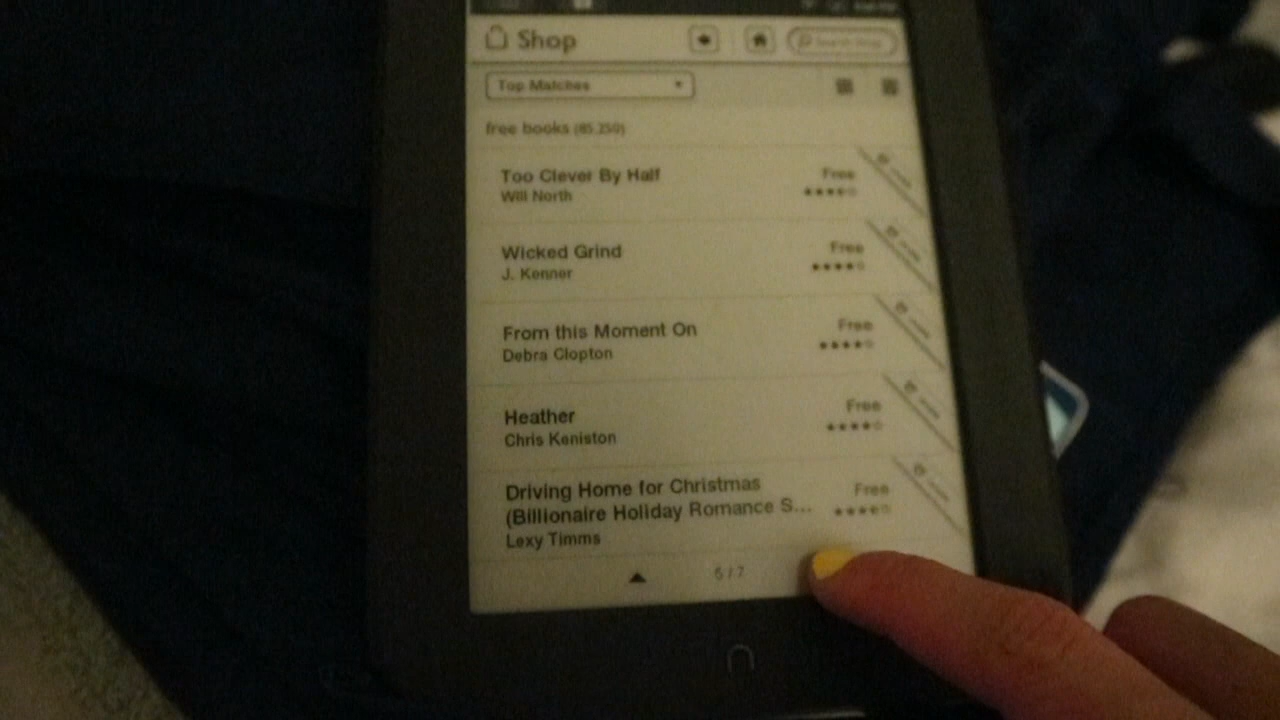 Shop
Top Matches
free books
Too Clever By Half
Free
Will North
Wicked Grind
Free
J. Kenner
From this Moment On
Free
Debra Clopton
Heather
Free
Chris Keniston
Driving Home for Christmas
Free
(Billionaire Holiday Romance S...
Lexy Timms
5/7